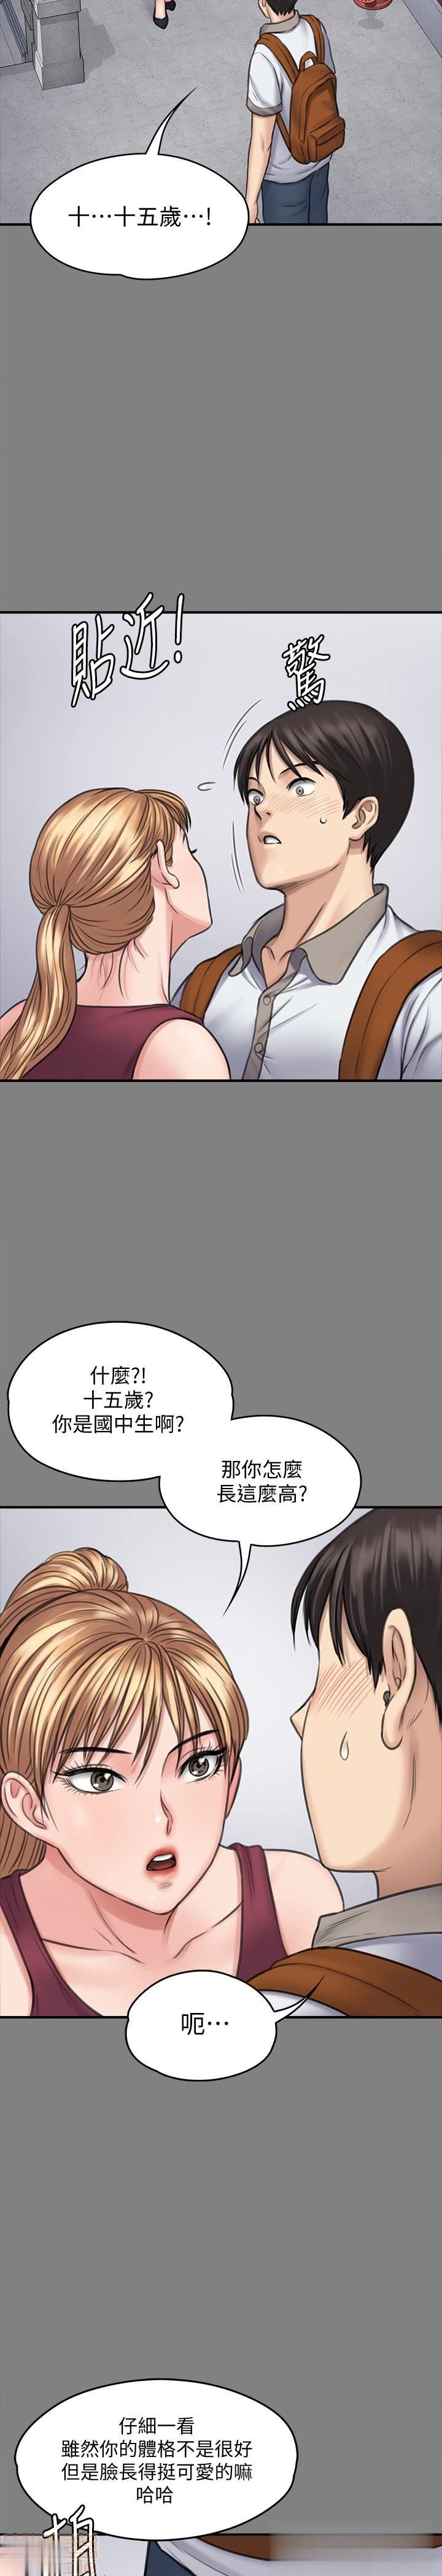 十⋯十五歲⋯!
貼近!
驚
什麼?!
十五歲?
你是國中生啊?
那你怎麼
長這麼高?
呃⋯
仔細一看
雖然你的體格不是很好
但是臉長得挺可愛的嘛
哈哈